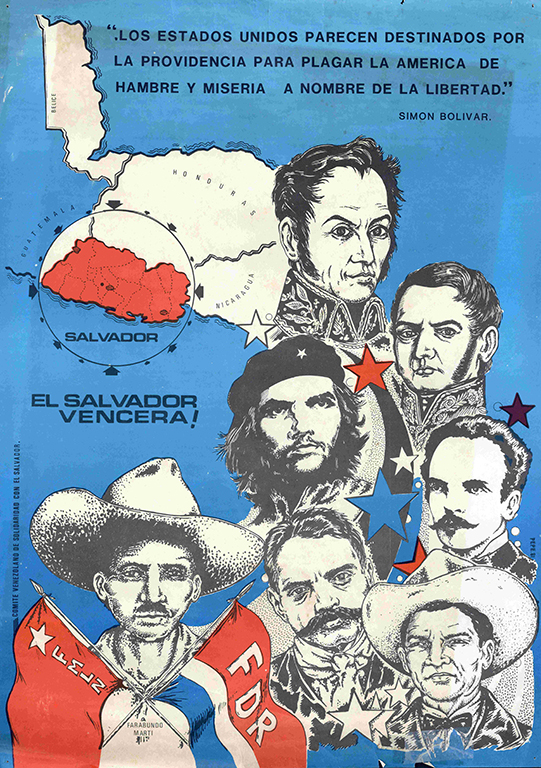 “.LOS ESTADOS UNIDOS PARECEN DESTINADOS POR
LA PROVIDENCIA PARA PLAGAR LA AMERICA DE
HAMBRE Y MISERIA A NOMBRE DE LA LIBERTAD.”
SIMON BOLIVAR.
BELICE
HONDURAS
GUATEMALA
NICARAGUA
SALVADOR
EL SALVADOR
VENCERA!
COMITE VENEZOLANO DE SOLIDARIDAD CON EL SALVADOR.
FMLN
FDR
FARABUNDO
MARTI